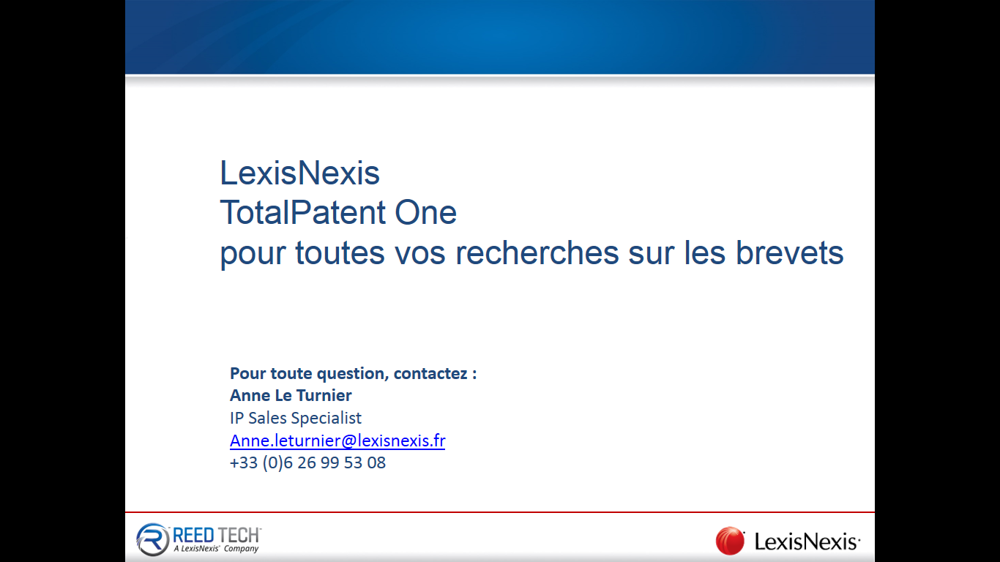 LexisNexis
TotalPatent One
pour toutes vos recherches sur les brevets
Pour toute question, contactez :
Anne Le Turnier
IP Sales Specialist
Anne.leturnier@lexisnexis.fr
+33 (0)6 26 99 53 08
REED TECH™
A LexisNexis® Company
LexisNexis®